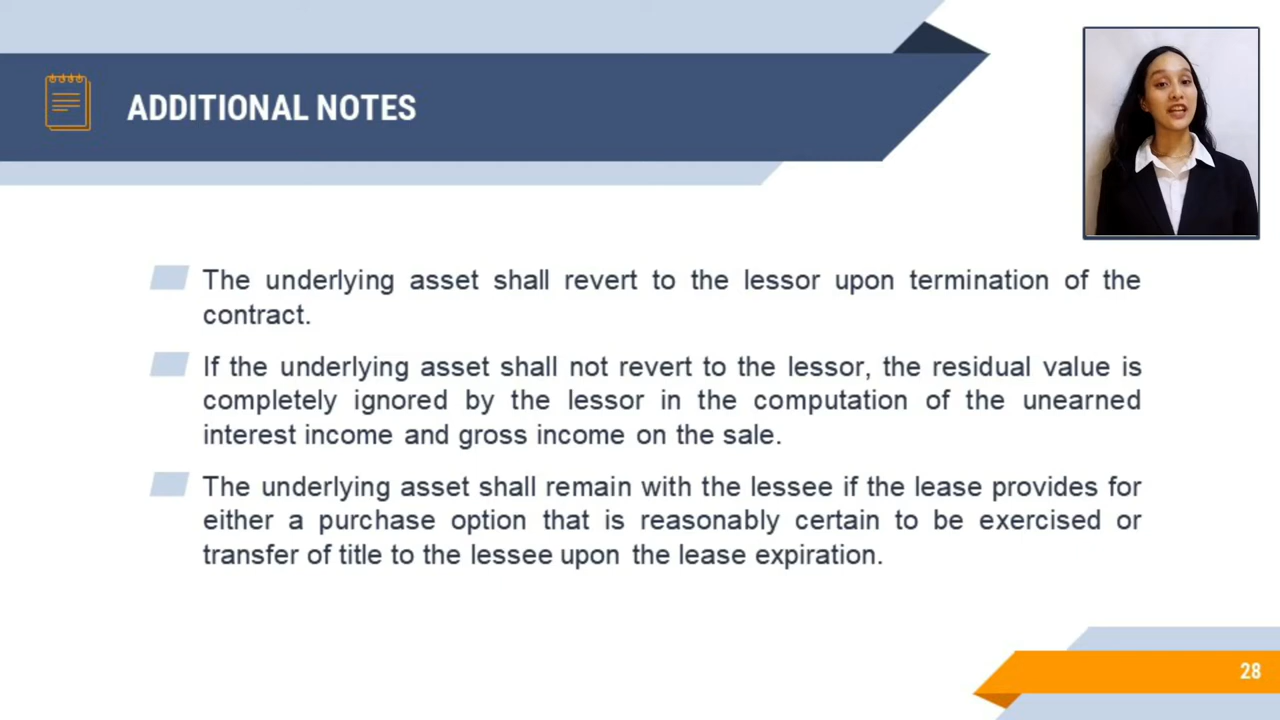 ADDITIONAL NOTES
The underlying asset shall revert to the lessor upon termination of the
contract.
If the underlying asset shall not revert to the lessor, the residual value is
completely ignored by the lessor in the computation of the unearned
interest income and gross income on the sale.
The underlying asset shall remain with the lessee if the lease provides for
either a purchase option that is reasonably certain to be exercised or
transfer of title to the lessee upon the lease expiration.
28